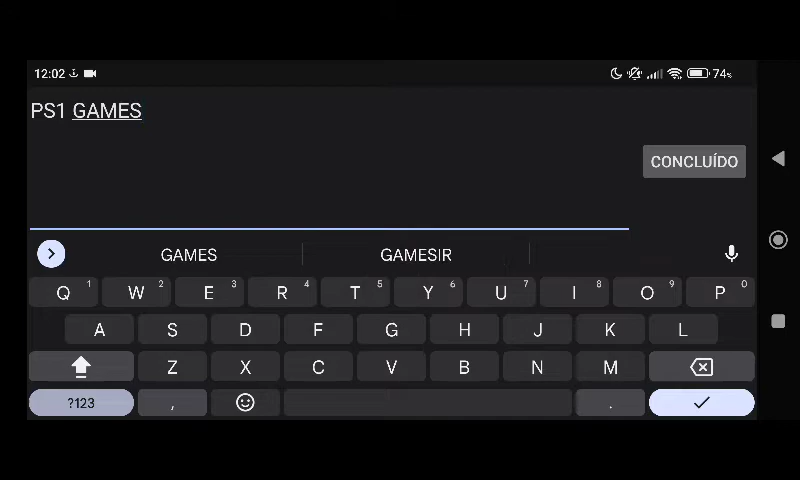 12:02 74%
PS1 GAMES
CONCLUÍDO
GAMES GAMESIR
Q 1 W 2 E 3 R 4 T 5 Y 6 U 7 I 8 O 9 P 0
A S D F G H J K L
Z X C V B N M
?123 , .